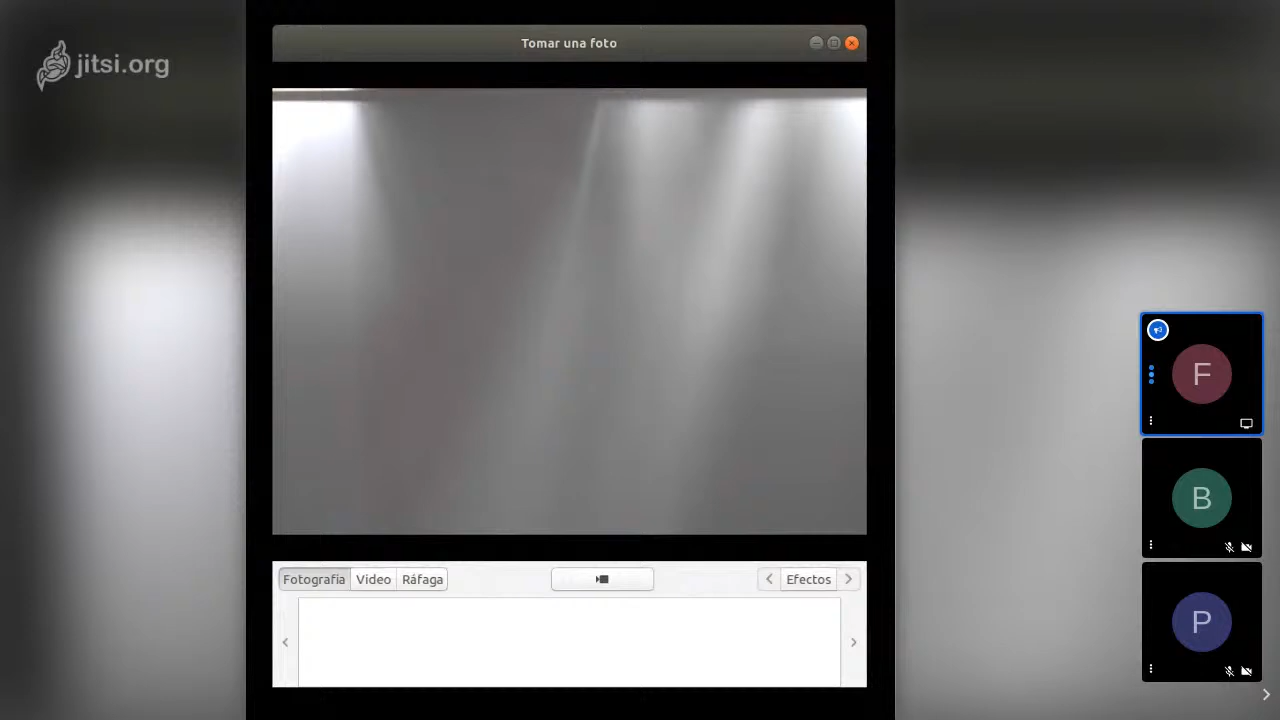 jitsi.org
Tomar una foto
F
B
P
Fotografía Video Ráfaga Efectos